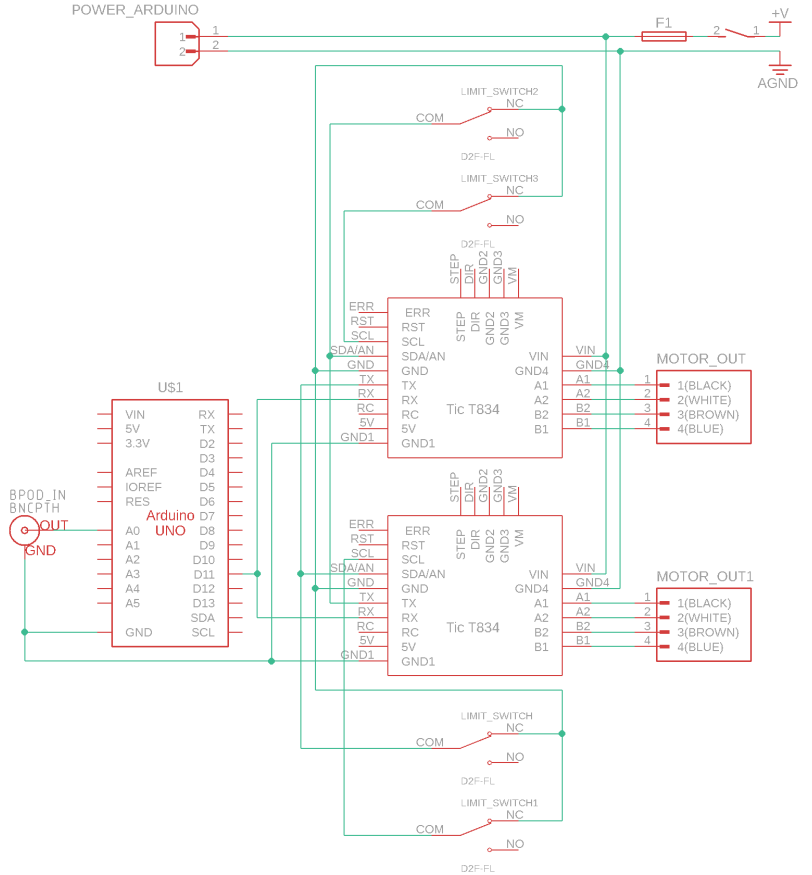 POWER_ARDUINO
1 1
2 2
F1
2 1
+V
AGND
LIMIT_SWITCH2
COM NC
NO
D2F-FL
LIMIT_SWITCH3
COM NC
NO
D2F-FL
STEP DIR GND2 GND3 VM
STEP DIR GND2 GND3 VM
ERR ERR
RST RST
SCL SCL
SDA/AN SDA/AN VIN VIN
GND GND GND4 GND4
TX TX A1 A1
RX RX A2 A2
RC RC B2 B2
5V 5V B1 B1
GND1 GND1
Tic T834
MOTOR_OUT
1 1(BLACK)
2 2(WHITE)
3 3(BROWN)
4 4(BLUE)
U$1
VIN RX
5V TX
3.3V D2
D3
AREF D4
IOREF D5
RES D6
D7
A0 D8
A1 D9
A2 D10
A3 D11
A4 D12
A5 D13
SDA
GND SCL
Arduino
UNO
BPOD_IN
BNCPTH
OUT
GND
STEP DIR GND2 GND3 VM
STEP DIR GND2 GND3 VM
ERR ERR
RST RST
SCL SCL
SDA/AN SDA/AN VIN VIN
GND GND GND4 GND4
TX TX A1 A1
RX RX A2 A2
RC RC B2 B2
5V 5V B1 B1
GND1 GND1
Tic T834
MOTOR_OUT1
1 1(BLACK)
2 2(WHITE)
3 3(BROWN)
4 4(BLUE)
LIMIT_SWITCH
COM NC
NO
D2F-FL
LIMIT_SWITCH1
COM NC
NO
D2F-FL